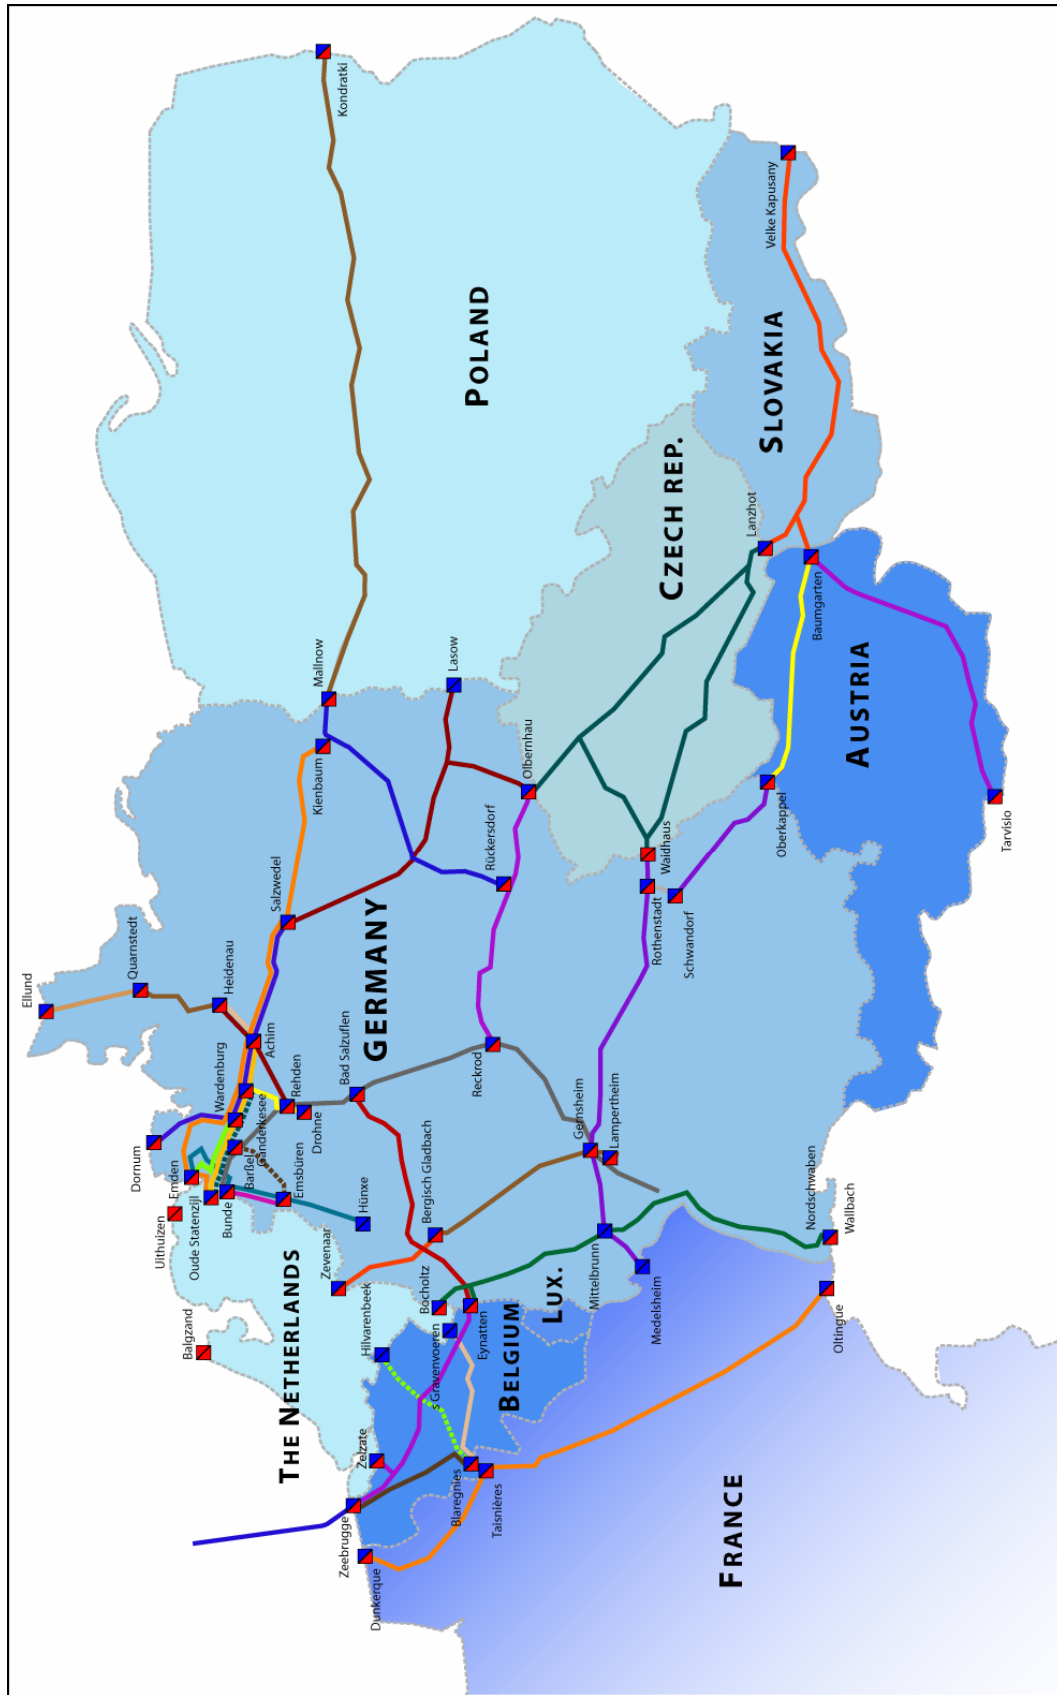 Ellund
Quarnstedt
Heidenau
Achim
Dornum
Wardenburg
Ganderkesee
Emden
Barßel
Rehden
Drohne
Uithuizen
Oude Statenzijl
Bunde
Emsbüren
Hünxe
Balgzand
THE NETHERLANDS
Zevenaar
Hilvarenbeek
Bocholtz
Bergisch Gladbach
Bad Salzuflen
GERMANY
Salzwedel
Kienbaum
Mallnow
Kondratki
POLAND
Lasow
Olbernhau
Rückersdorf
Reckrod
Gernsheim
Lampertheim
Zelzate
Zeebrugge
Dunkerque
s Gravenvoeren
Eynatten
BELGIUM
Blaregnies
Taisnières
LUX.
Mittelbrunn
Medelsheim
FRANCE
Rothenstadt
Waidhaus
Schwandorf
CZECH REP.
Lanzhot
SLOVAKIA
Velke Kapusany
Baumgarten
Oberkappel
AUSTRIA
Tarvisio
Nordschwaben
Wallbach
Oltingue